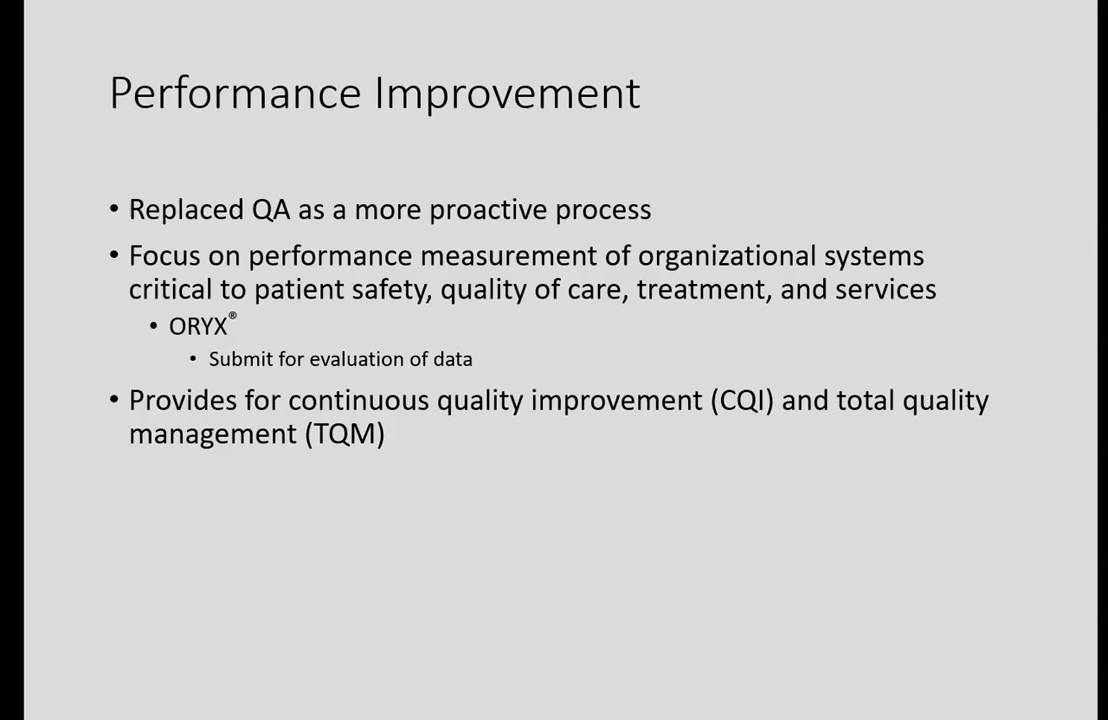 Performance Improvement
• Replaced QA as a more proactive process
• Focus on performance measurement of organizational systems
critical to patient safety, quality of care, treatment, and services
• ORYX®
• Submit for evaluation of data
• Provides for continuous quality improvement (CQI) and total quality
management (TQM)